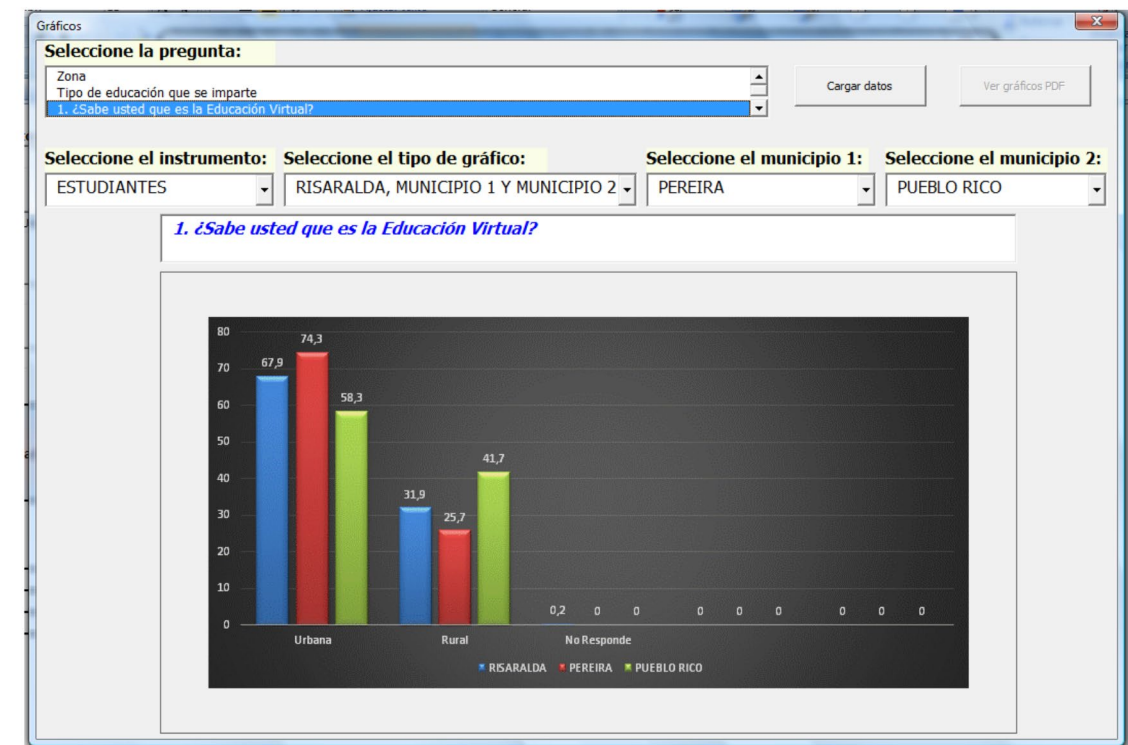 Gráficos
Seleccione la pregunta:
Zona
Tipo de educación que se imparte
1. ¿Sabe usted que es la Educación Virtual?
Cargar datos
Ver gráficos PDF
Seleccione el instrumento: Seleccione el tipo de gráfico: Seleccione el municipio 1: Seleccione el municipio 2:
ESTUDIANTES RISARALDA, MUNICIPIO 1 Y MUNICIPIO 2 PEREIRA PUEBLO RICO
1. ¿Sabe usted que es la Educación Virtual?
80
70
60
50
40
30
20
10
0
67,9 74,3 58,3
31,9 25,7 41,7
0,2 0 0 0 0 0 0 0 0
Urbana Rural No Responde
RISARALDA PEREIRA PUEBLO RICO